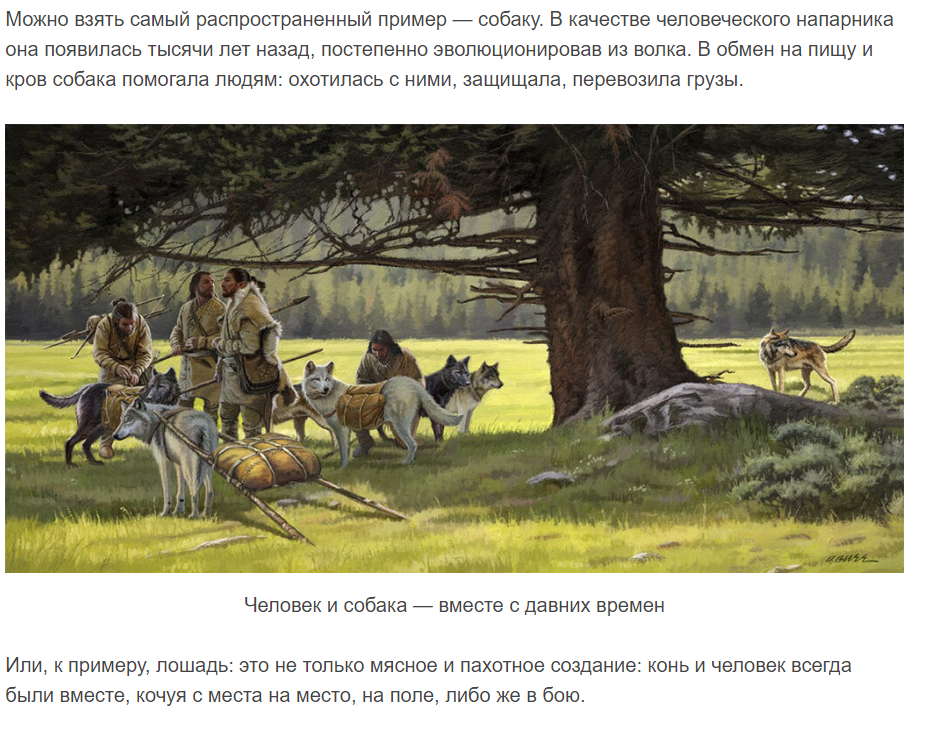 Можно взять самый распространенный пример — собаку. В качестве человеческого напарника
она появилась тысячи лет назад, постепенно эволюционировав из волка. В обмен на пищу и
кров собака помогала людям: охотилась с ними, защищала, перевозила грузы.
Человек и собака — вместе с давних времен
Или, к примеру, лошадь: это не только мясное и пахотное создание: конь и человек всегда
были вместе, кочуя с места на место, на поле, либо же в бою.